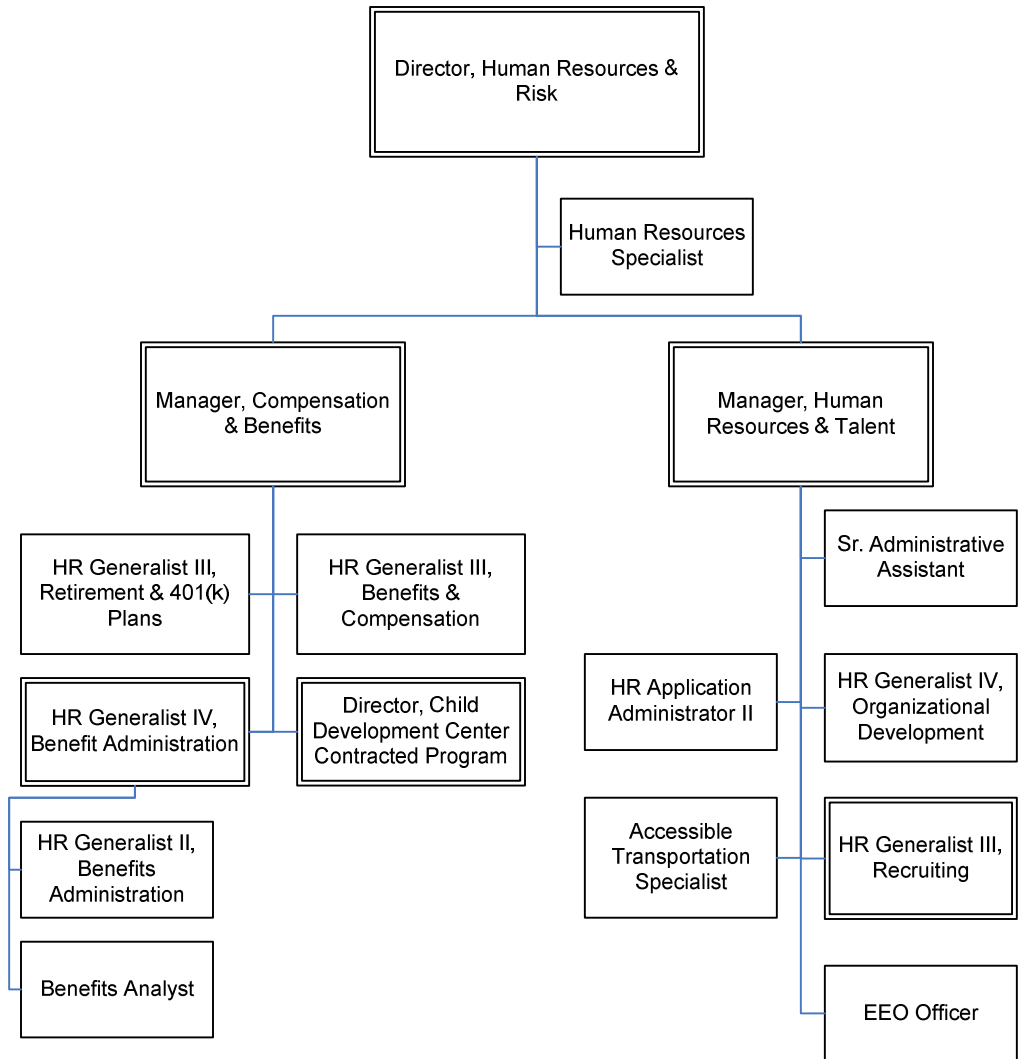 Director, Human Resources &
Risk
Human Resources
Specialist
Manager, Compensation
& Benefits
Manager, Human
Resources & Talent
HR Generalist III,
Retirement & 401(k)
Plans
HR Generalist III,
Benefits &
Compensation
Sr. Administrative
Assistant
HR Generalist IV,
Benefit Administration
Director, Child
Development Center
Contracted Program
HR Application
Administrator II
HR Generalist IV,
Organizational
Development
HR Generalist II,
Benefits
Administration
Accessible
Transportation
Specialist
HR Generalist III,
Recruiting
Benefits Analyst
EEO Officer